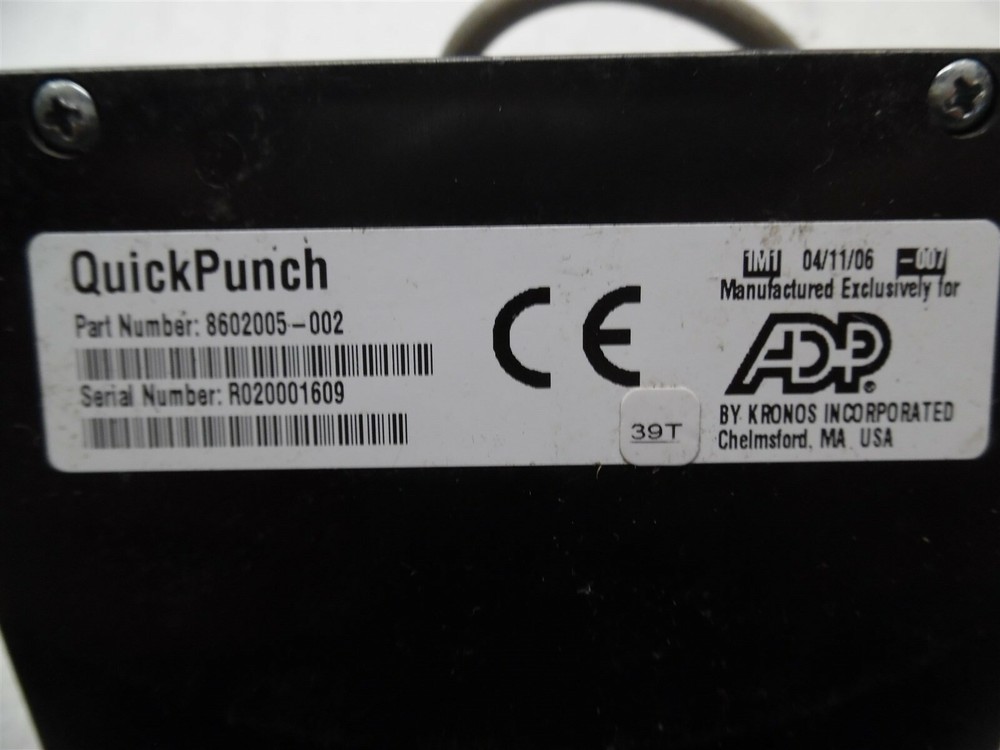 QuickPunch
Part Number: 8602005-002
Serial Number: R020001609
CE
39T
1M1 04/11/06 -007
Manufactured Exclusively for
ADP®
BY KRONOS INCORPORATED
Chelmsford, MA USA